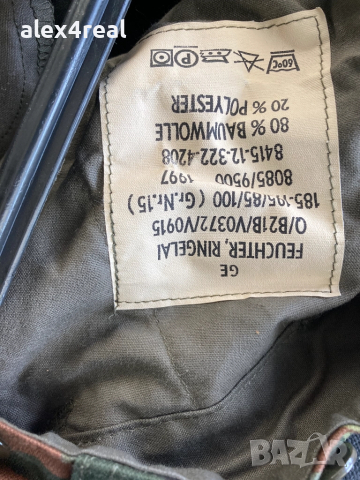 alex4real
GE
FEUCHTER, RINGELAI
Q/B21B/V0372/V0915
185-195/85/100 (Gr.Nr.15)
8085/9500 1997
8415-12-322-4208
80 % BAUMWOLLE
20 % POLYESTER
60°C P
BAZAR